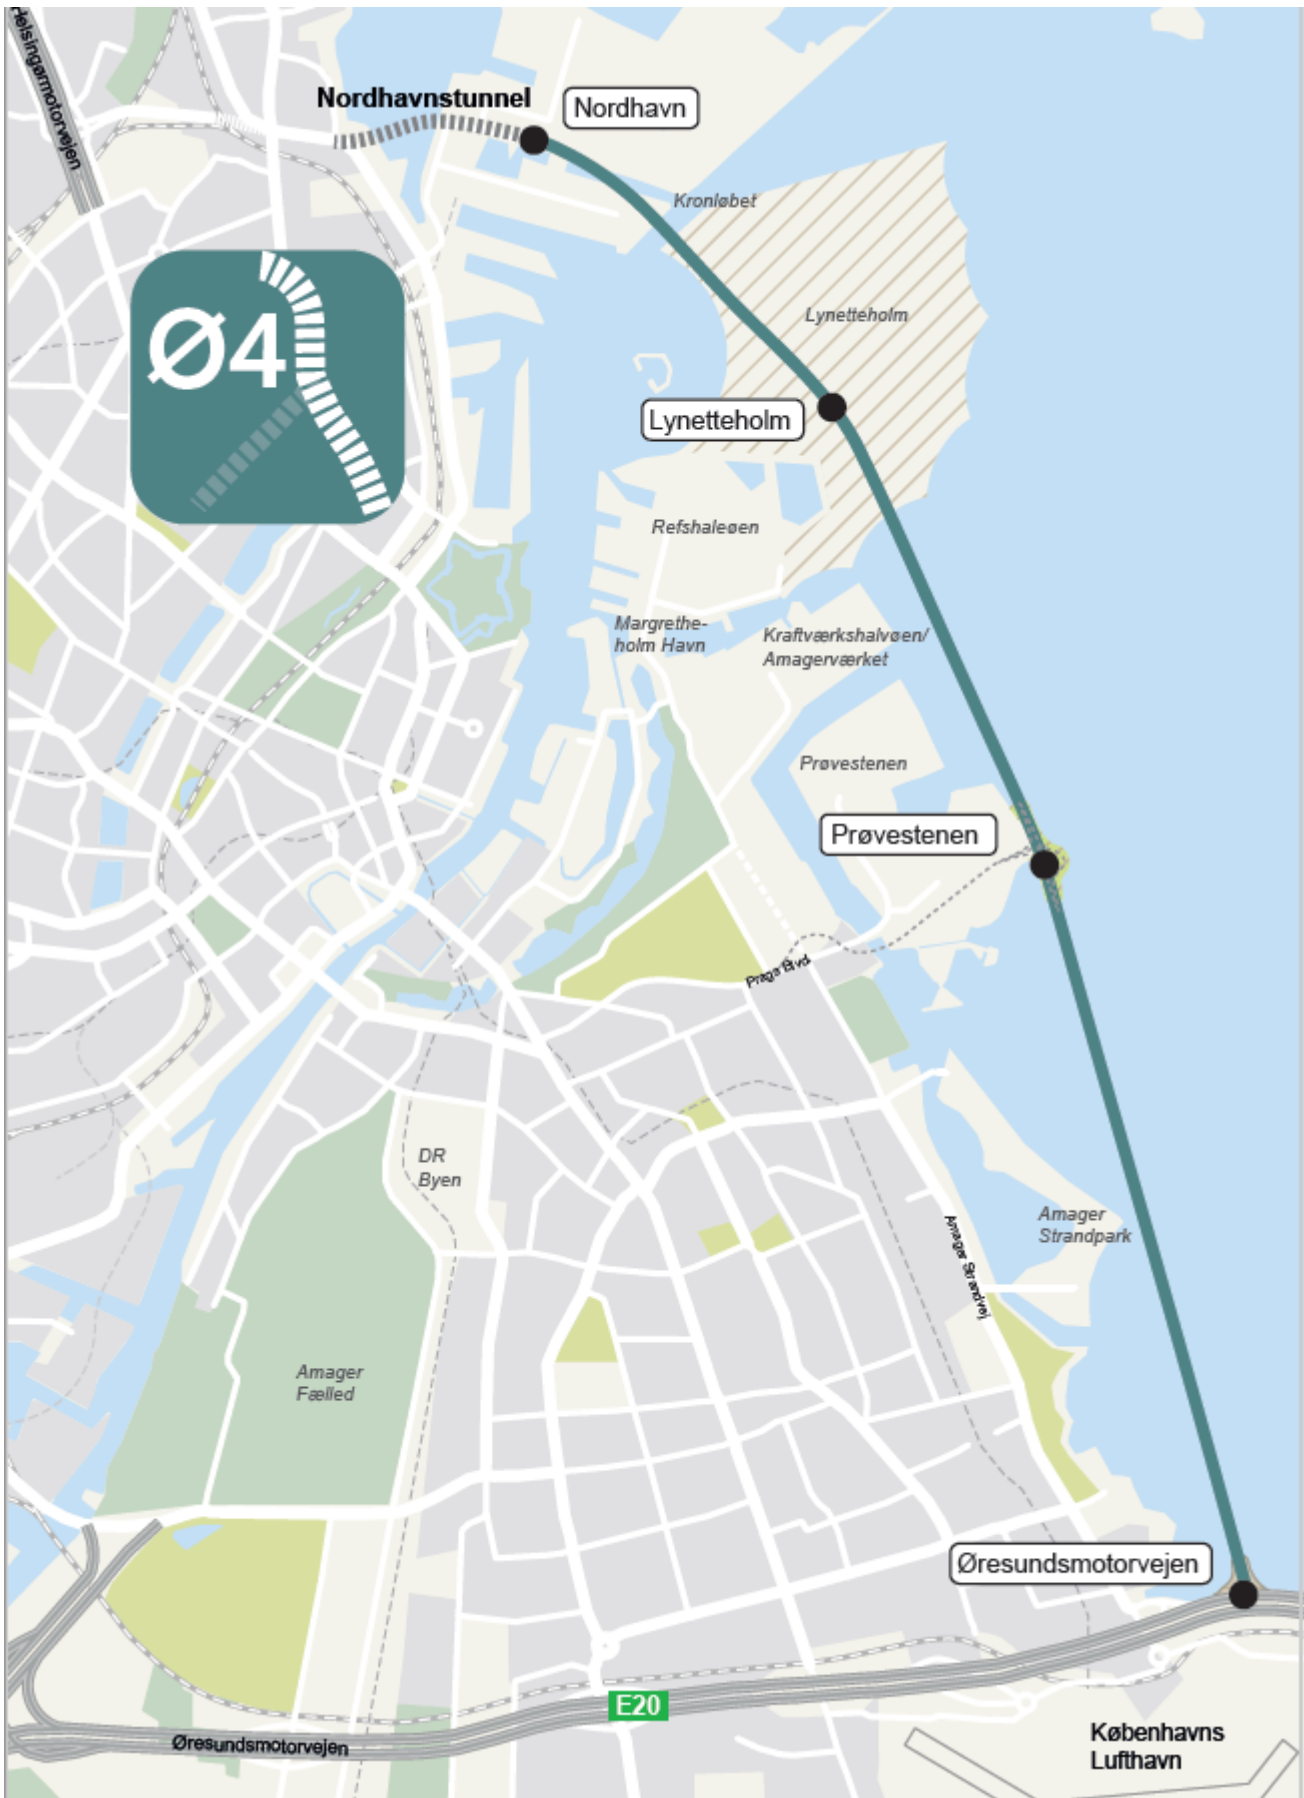 Helsingørmotorvejen
Nordhavnstunnel
Nordhavn
Kronløbet
Ø4
Lynetteholm
Lynetteholm
Refshaleøen
Margrethe-
holm Havn
Kraftværkshalvøen/
Amagerværket
Prøvestenen
Prøvestenen
Prags Blvd.
DR
Byen
Amager
Strandpark
Amager Strandvej
Amager
Fælled
Øresundsmotorvejen
E20
Øresundsmotorvejen
Københavns
Lufthavn